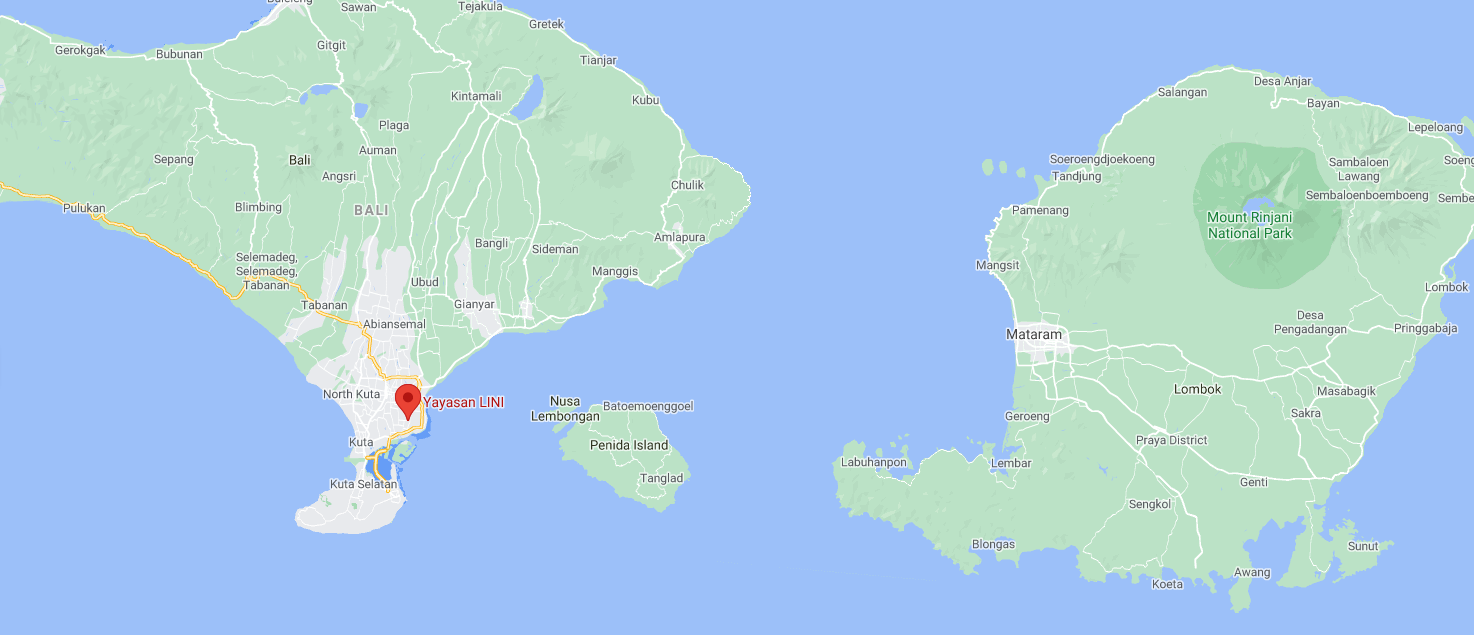 Buleleng
Sawan
Tejakula
Gretek
Gerokgak
Bubunan
Gitgit
Tianjar
Kintamali
Kubu
Plaga
Auman
Sepang
Bali
Angsri
Chulik
Pulukan
Blimbing
BALI
Amlapura
Bangli
Sideman
Selemadeg,
Selemadeg,
Tabanan
Manggis
Ubud
Tabanan
Gianyar
Abiansemal
North Kuta
Yayasan LINI
Kuta
Kuta Selatan
Nusa
Lembongan
Batoemoenggoel
Penida Island
Tanglad
Desa Anjar
Salangan
Bayan
Lepeloang
Soeroengdjoekoeng
Tandjung
Sambaloen
Lawang
Soeng
Sembaloenboemboeng
Sembe
Pamenang
Mount Rinjani
National Park
Mangsit
Lombok
Desa
Pengadangan
Pringgabaja
Mataram
Lombok
Masabagik
Geroeng
Sakra
Praya District
Labuhanpon
Lembar
Genti
Sengkol
Blongas
Sunut
Awang
Koeta